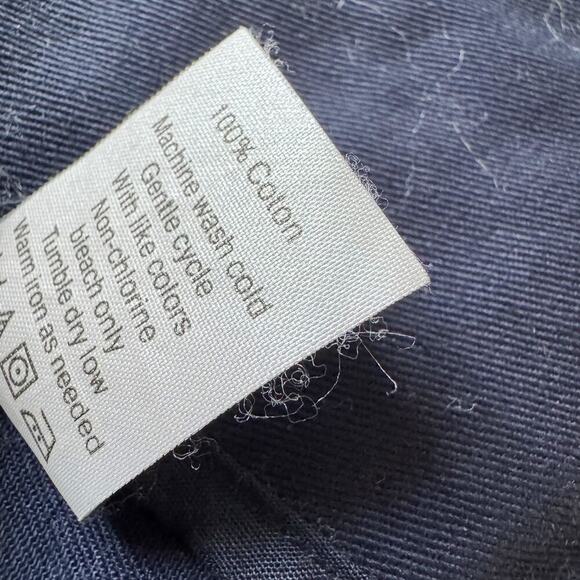 100% Coton
Machine wash cold
Gentle cycle
With like colors
Non-chlorine
bleach only
Tumble dry low
Warm iron as needed